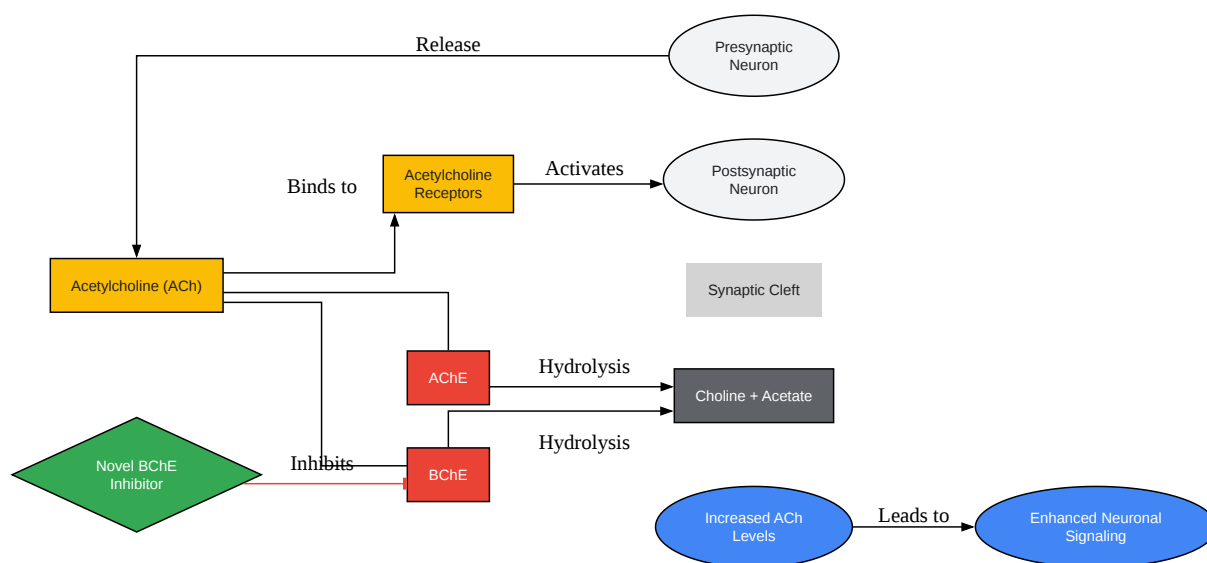 Release
Presynaptic
Neuron
Binds to
Acetylcholine
Receptors
Activates
Postsynaptic
Neuron
Acetylcholine (ACh)
Synaptic Cleft
AChE
Hydrolysis
Choline + Acetate
Hydrolysis
Novel BChE
Inhibitor
Inhibits
BChE
Increased ACh
Levels
Leads to
Enhanced Neuronal
Signaling